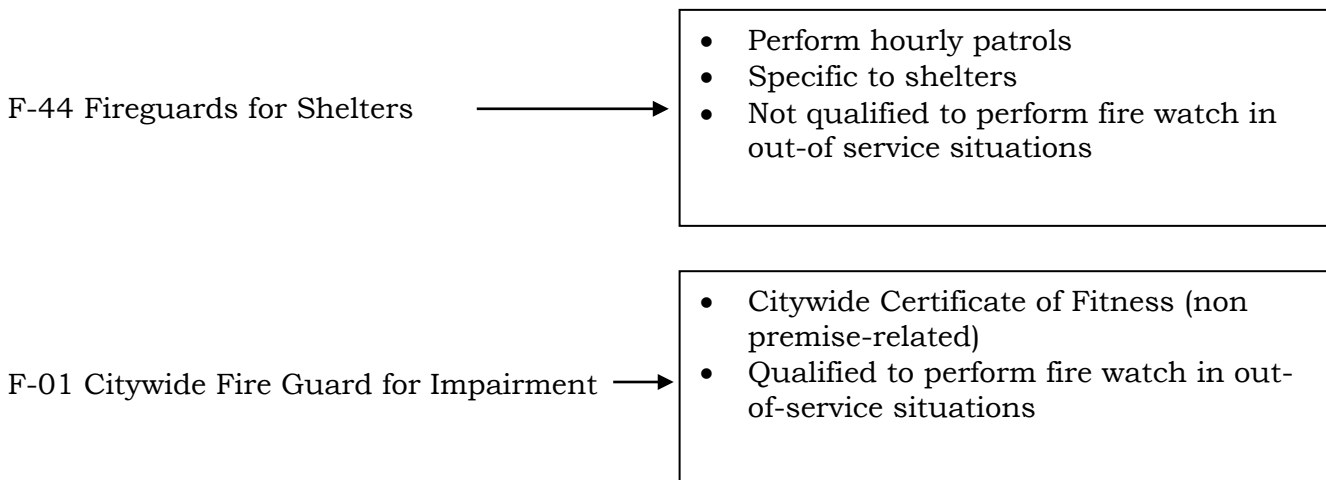 F-44 Fireguards for Shelters
• Perform hourly patrols
• Specific to shelters
• Not qualified to perform fire watch in
out-of service situations
F-01 Citywide Fire Guard for Impairment
• Citywide Certificate of Fitness (non
premise-related)
• Qualified to perform fire watch in out-
of-service situations